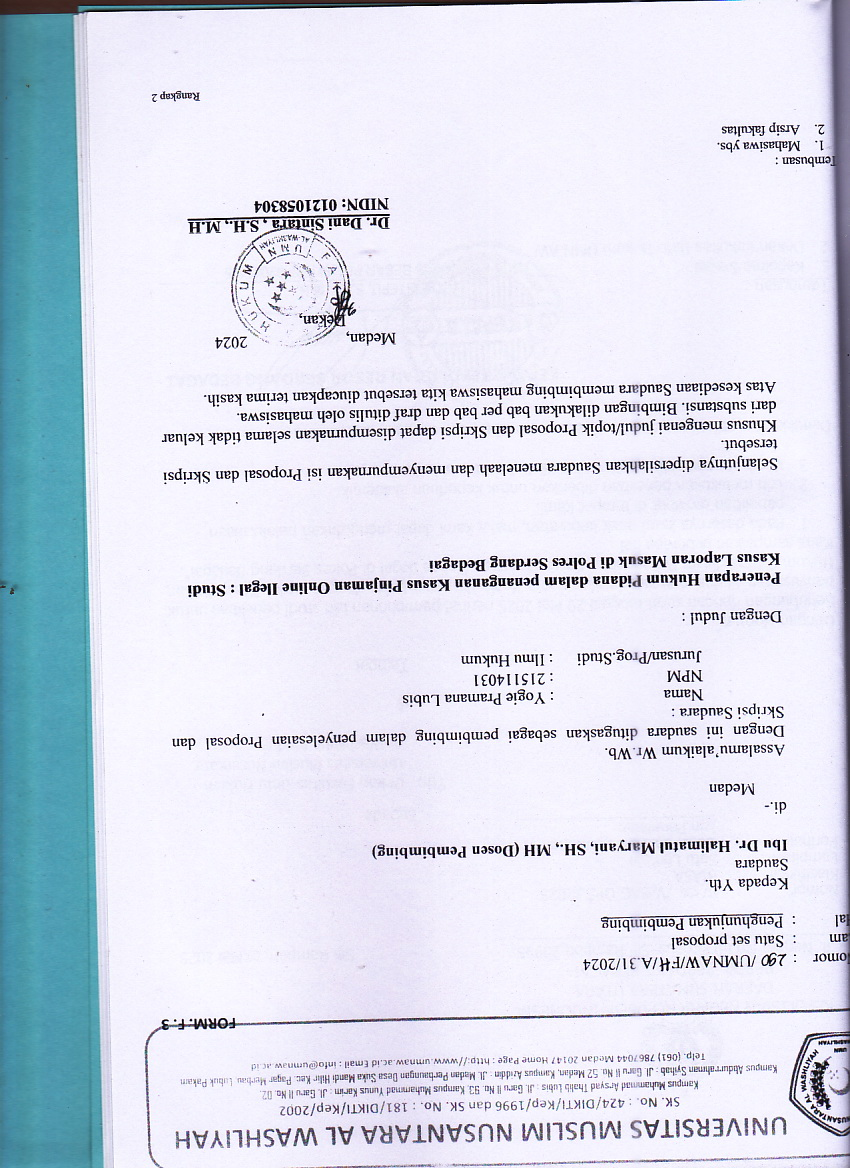 UNIVERSITAS MUSLIM NUSANTARA AL WASHLIYAH
SK. No. : 424/DIKTI/Kep/1996 dan SK. No. : 181/DIKTI/Kep/2002
Kampus Muhammad Arsyad Thalib Lubis : Jl. Garu II No. 93, Kampus Muhammad Yunus Karim : Jl. Garu II No. 02,
Kampus Abdurrahman Syihab : Jl. Garu II No. 52 Medan, Kampus Aziddin : Jl. Medan Perbaungan Desa Suka Mandi Hilir Kec. Pagar Merbau Lubuk Pakam
Telp. (061) 7867044 Medan 20147 Home Page : http://www.umnaw.ac.id Email : info@umnaw.ac.id
FORM. F. 3
omor : 290 /UMNAW/FH/A.31/2024
am : Satu set proposal
al : Penghunjukan Pembimbing
Kepada Yth.
Saudara
Ibu Dr. Halimatul Maryani, SH., MH (Dosen Pembimbing)
di.-
Medan
Assalamu'alaikum Wr.Wb.
Dengan ini saudara ditugaskan sebagai pembimbing dalam penyelesaian Proposal dan
Skripsi Saudara :
Nama : Yogie Pramana Lubis
NPM : 215114031
Jurusan/Prog.Studi : Ilmu Hukum
Dengan Judul :
Penerapan Hukum Pidana dalam penanganan Kasus Pinjaman Online Ilegal : Studi
Kasus Laporan Masuk di Polres Serdang Bedagai
Selanjutnya dipersilahkan Saudara menelaah dan menyempurnakan isi Proposal dan Skripsi
tersebut.
Khusus mengenai judul/topik Proposal dan Skripsi dapat disempurnakan selama tidak keluar
dari substansi. Bimbingan dilakukan bab per bab dan draf ditulis oleh mahasiswa.
Atas kesediaan Saudara membimbing mahasiswa kita tersebut diucapkan terima kasih.
Medan, 2024
Dekan,
FAK HUKUM
UMN
AL WASHLIYAH
Dr. Dani Sintara , S.H., M.H
NIDN: 0121058304
Tembusan :
1. Mahasiwa ybs.
2. Arsip fakultas
Rangkap 2